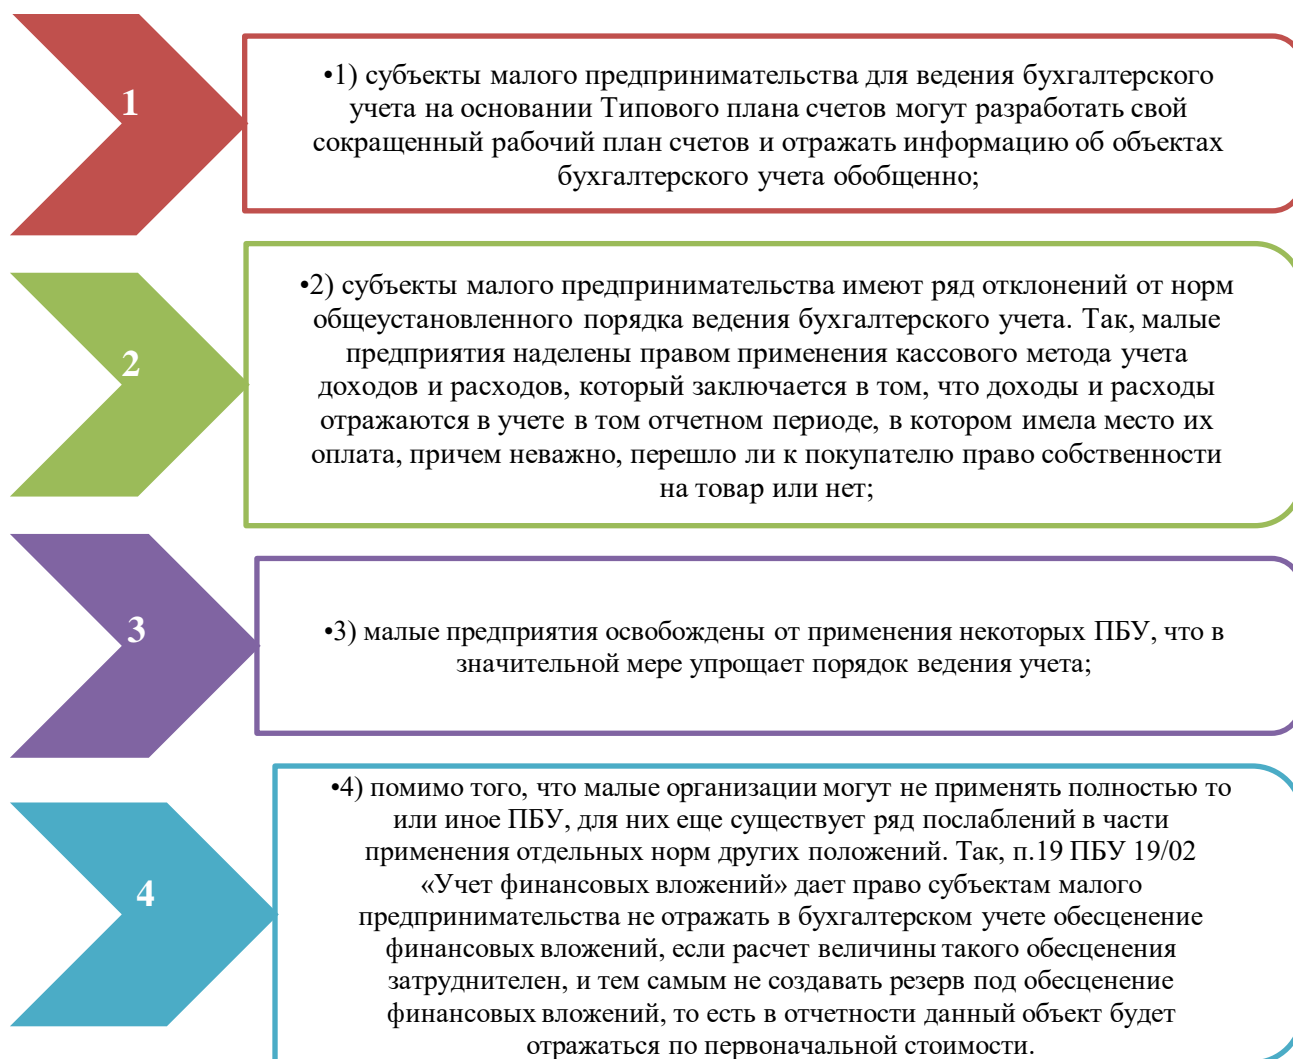 1
•1) субъекты малого предпринимательства для ведения бухгалтерского
учета на основании Типового плана счетов могут разработать свой
сокращенный рабочий план счетов и отражать информацию об объектах
бухгалтерского учета обобщенно;
2
•2) субъекты малого предпринимательства имеют ряд отклонений от норм
общеустановленного порядка ведения бухгалтерского учета. Так, малые
предприятия наделены правом применения кассового метода учета
доходов и расходов, который заключается в том, что доходы и расходы
отражаются в учете в том отчетном периоде, в котором имела место их
оплата, причем неважно, перешло ли к покупателю право собственности
на товар или нет;
3
•3) малые предприятия освобождены от применения некоторых ПБУ, что в
значительной мере упрощает порядок ведения учета;
4
•4) помимо того, что малые организации могут не применять полностью то
или иное ПБУ, для них еще существует ряд послаблений в части
применения отдельных норм других положений. Так, п.19 ПБУ 19/02
«Учет финансовых вложений» дает право субъектам малого
предпринимательства не отражать в бухгалтерском учете обесценение
финансовых вложений, если расчет величины такого обесценения
затруднителен, и тем самым не создавать резерв под обесценение
финансовых вложений, то есть в отчетности данный объект будет
отражаться по первоначальной стоимости.